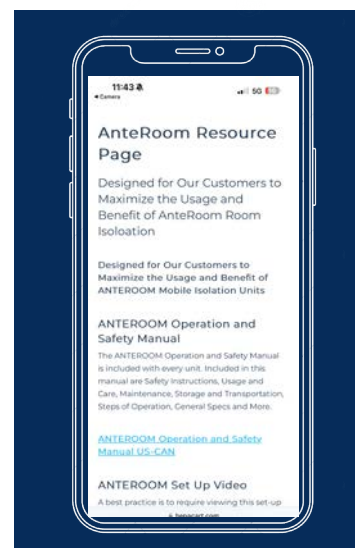 11:43
◂ Camera
5G
AnteRoom Resource
Page
Designed for Our Customers to
Maximize the Usage and
Benefit of AnteRoom Room
Isoloation
Designed for Our Customers to
Maximize the Usage and Benefit of
ANTEROOM Mobile Isolation Units
ANTEROOM Operation and
Safety Manual
The ANTEROOM Operation and Safety Manual
is included with every unit. Included in this
manual are Safety Instructions, Usage and
Care, Maintenance, Storage and Transportation,
Steps of Operation, General Specs and More.
ANTEROOM Operation and Safety
Manual US-CAN
ANTEROOM Set Up Video
A best practice is to require viewing this set-up
hepacart.com